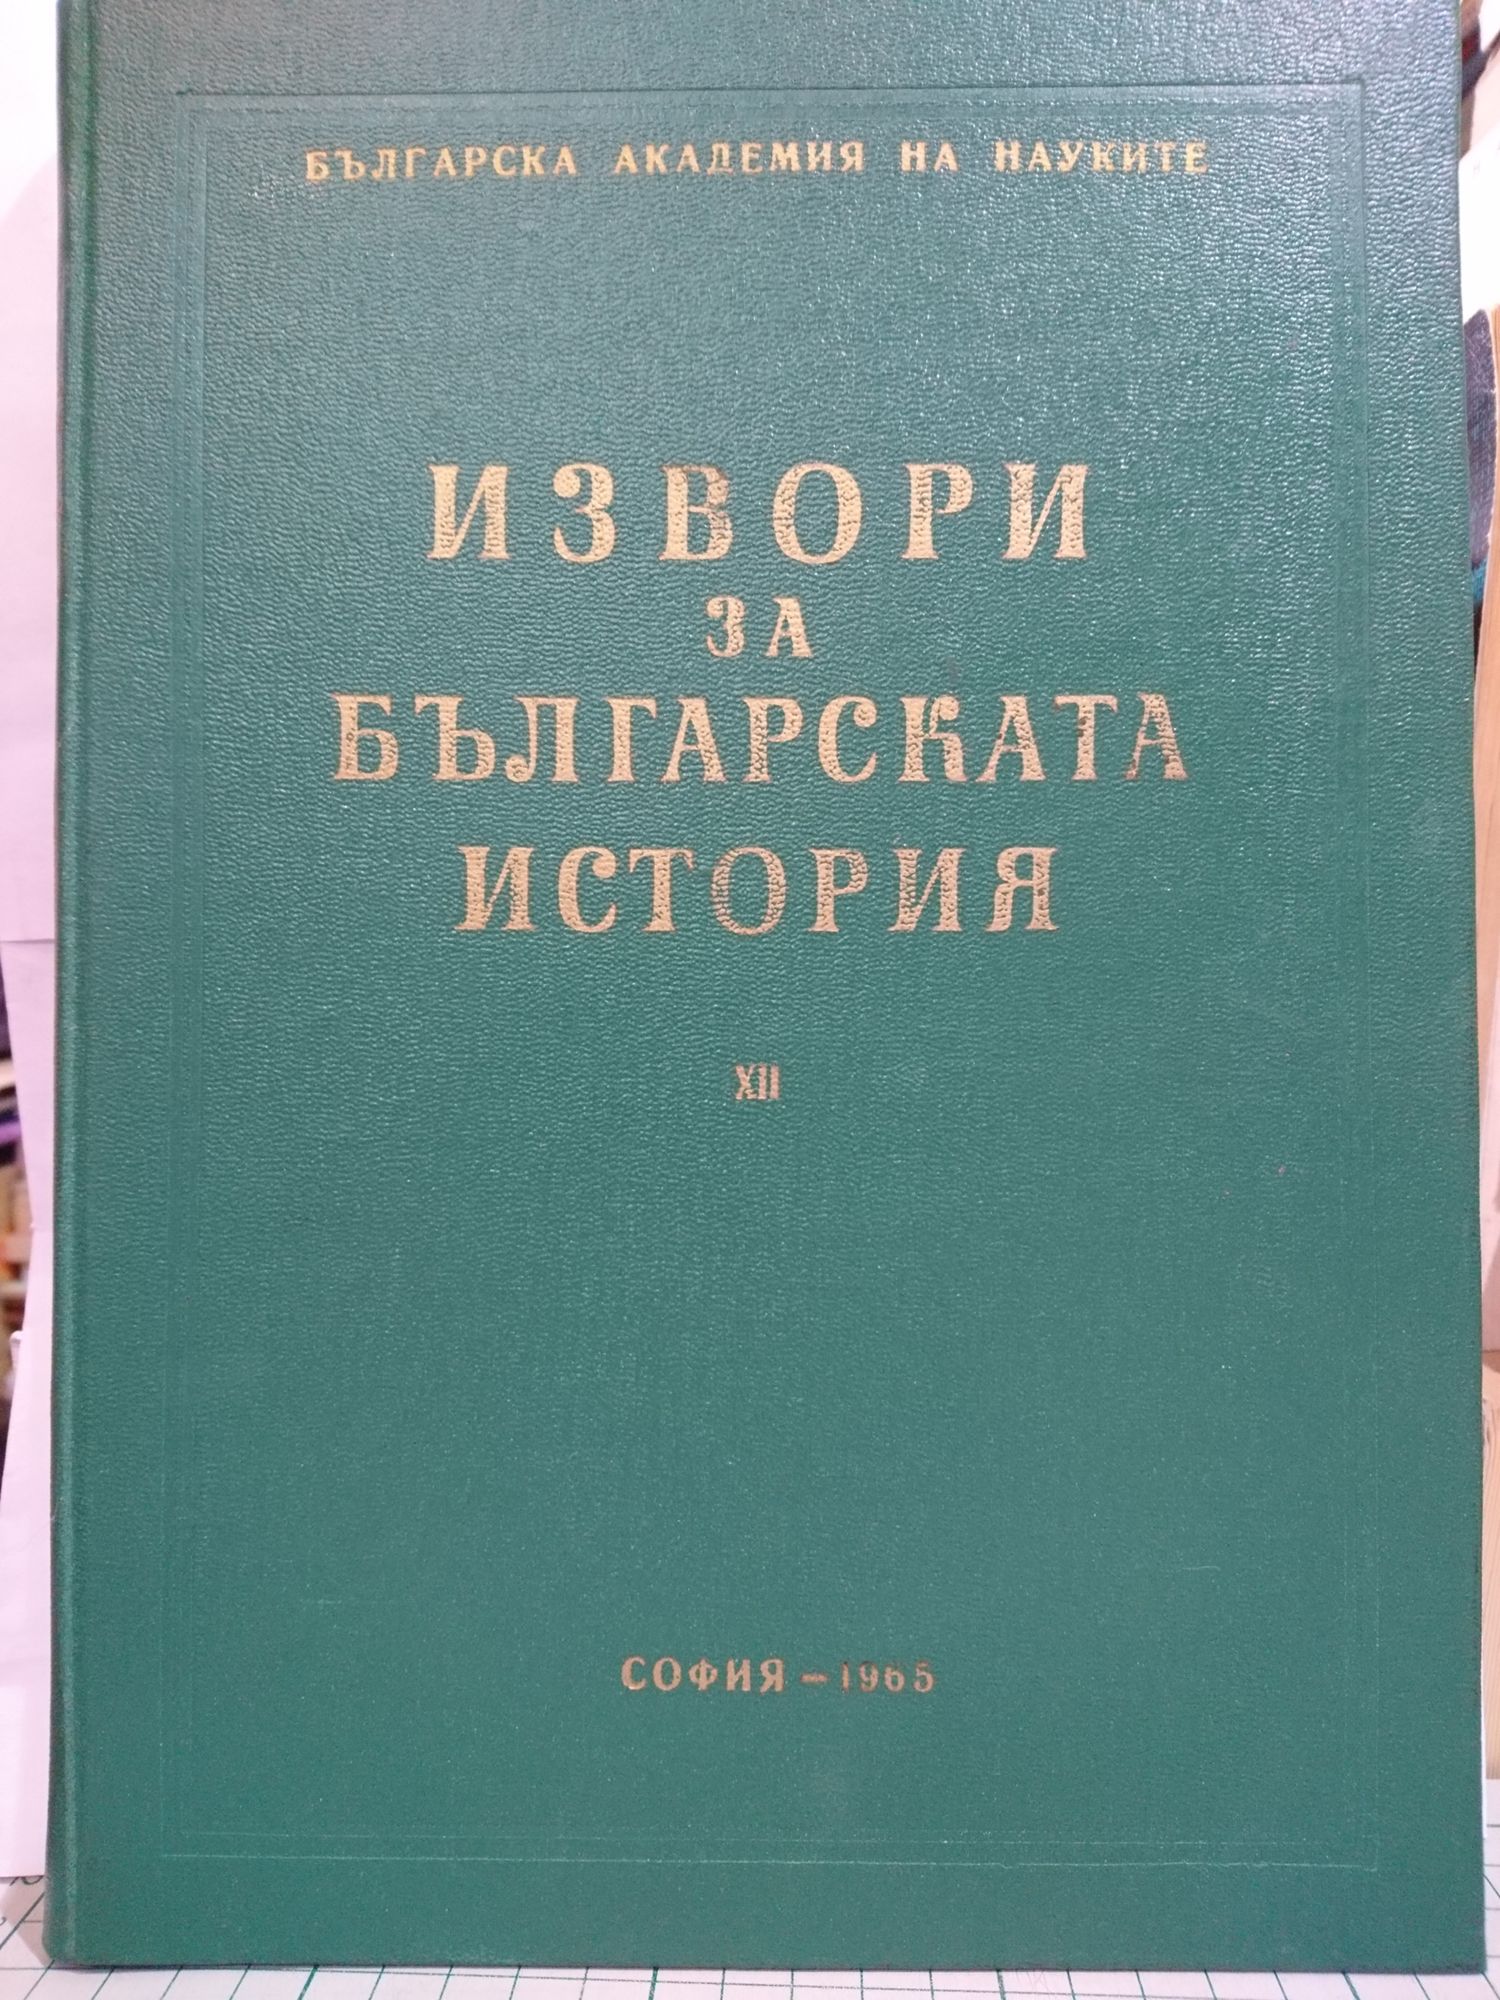 БЪЛГАРСКА АКАДЕМИЯ НА НАУКИТЕ
ИЗВОРИ
ЗА
БЪЛГАРСКАТА
ИСТОРИЯ
XII
СОФИЯ – 1965